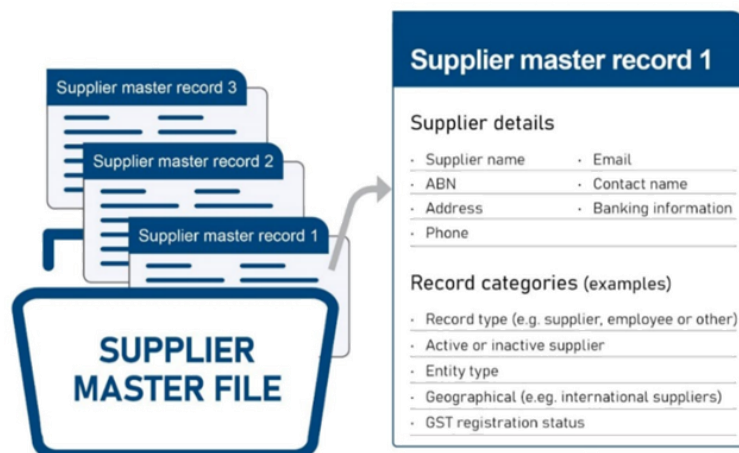 Supplier master record 3
Supplier master record 2
Supplier master record 1
SUPPLIER
MASTER FILE
Supplier master record 1
Supplier details
· Supplier name
· Email
· ABN
· Contact name
· Address
· Banking information
· Phone
Record categories (examples)
· Record type (e.g. supplier, employee or other)
· Active or inactive supplier
· Entity type
· Geographical (e.eg. international suppliers)
· GST registration status